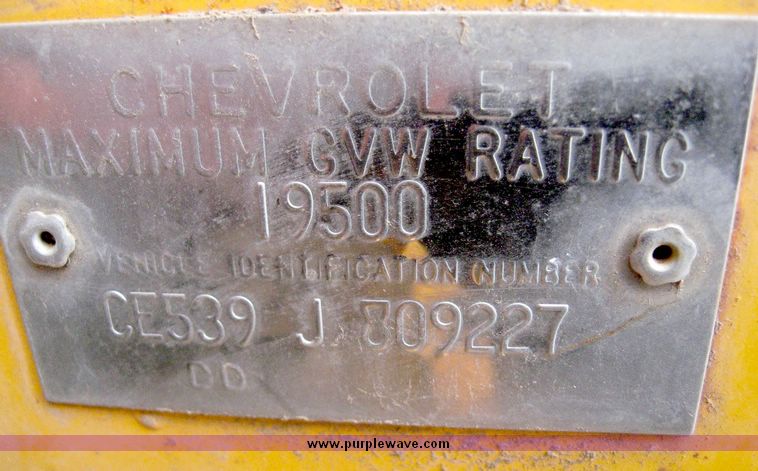 CHEVROLET
MAXIMUM GVW RATING
19500
VEHICLE IDENTIFICATION NUMBER
CE539 J 809227
DD
www.purplewave.com